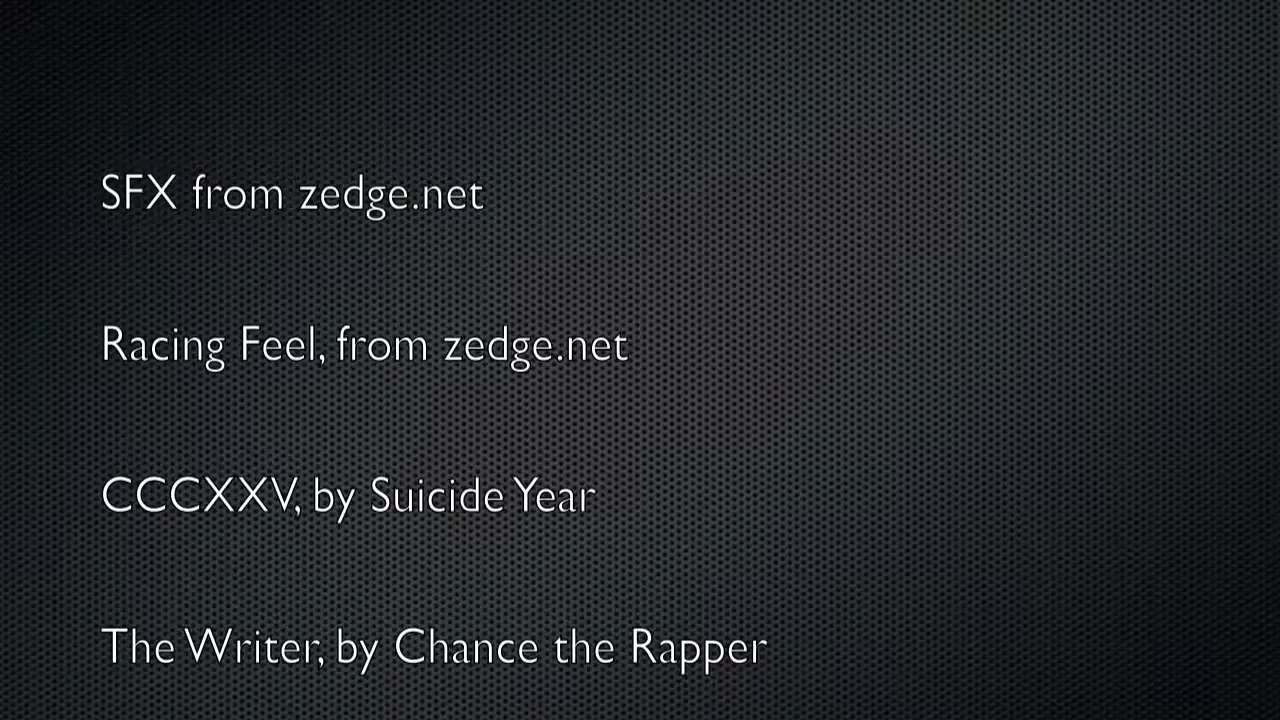 SFX from zedge.net
Racing Feel, from zedge.net
CCCXXV, by Suicide Year
The Writer, by Chance the Rapper